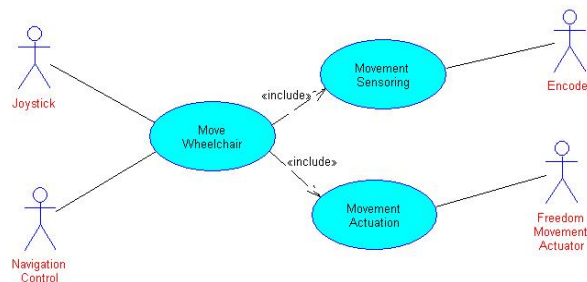 Joystick
Movement
Sensoring
Encode
«include»
Move
Wheelchair
«include»
Movement
Actuation
Navigation
Control
Freedom
Movement
Actuator